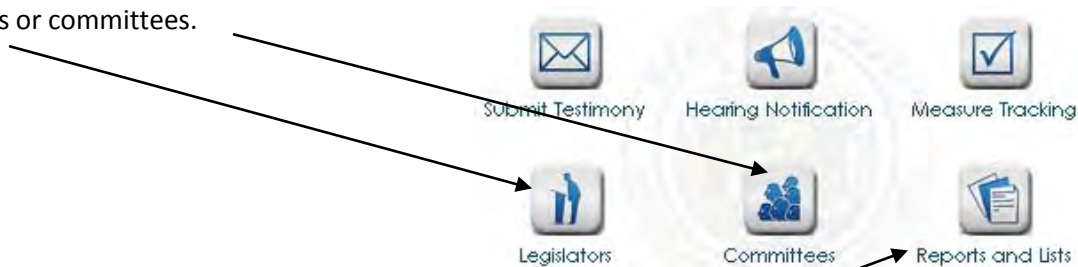 s or committees.
Submit Testimony
Hearing Notification
Measure Tracking
Legislators
Committees
Reports and Lists